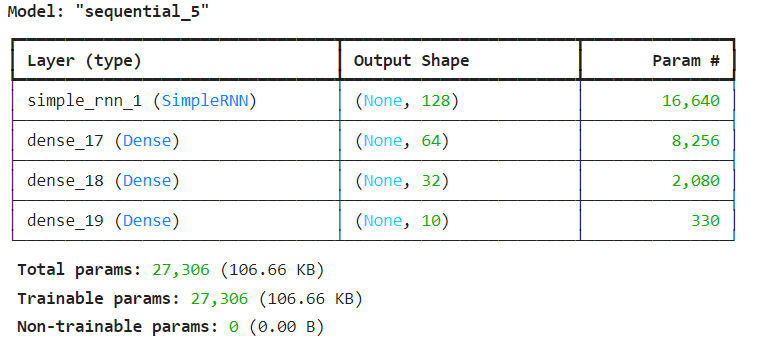 Model: "sequential_5"
Layer (type) Output Shape Param #
simple_rnn_1 (SimpleRNN) (None, 128) 16,640
dense_17 (Dense) (None, 64) 8,256
dense_18 (Dense) (None, 32) 2,080
dense_19 (Dense) (None, 10) 330
Total params: 27,306 (106.66 KB)
Trainable params: 27,306 (106.66 KB)
Non-trainable params: 0 (0.00 B)